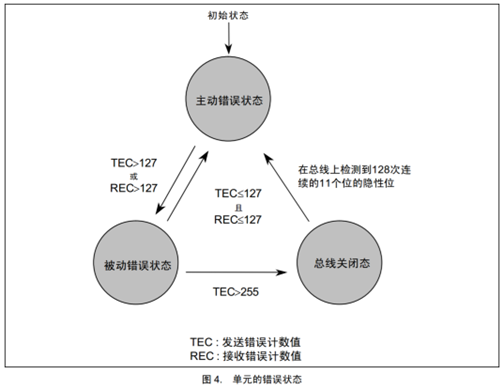 初始状态
主动错误状态
TEC>127
或
REC>127
TEC≤127
且
REC≤127
在总线上检测到128次连
续的11个位的隐性位
被动错误状态
总线关闭态
TEC>255
TEC : 发送错误计数值
REC : 接收错误计数值
图 4. 单元的错误状态